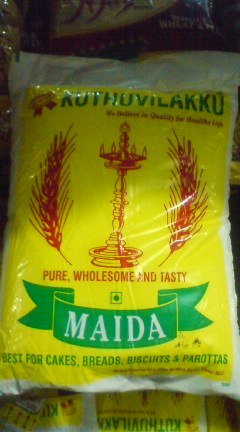 KUTHUVILAKKU
We Believe in Quality for Healthy Life.
PURE, WHOLESOME AND TASTY
MAIDA
BEST FOR CAKES, BREADS, BISCUITS & PAROTTAS
KUTHUVILAKKU